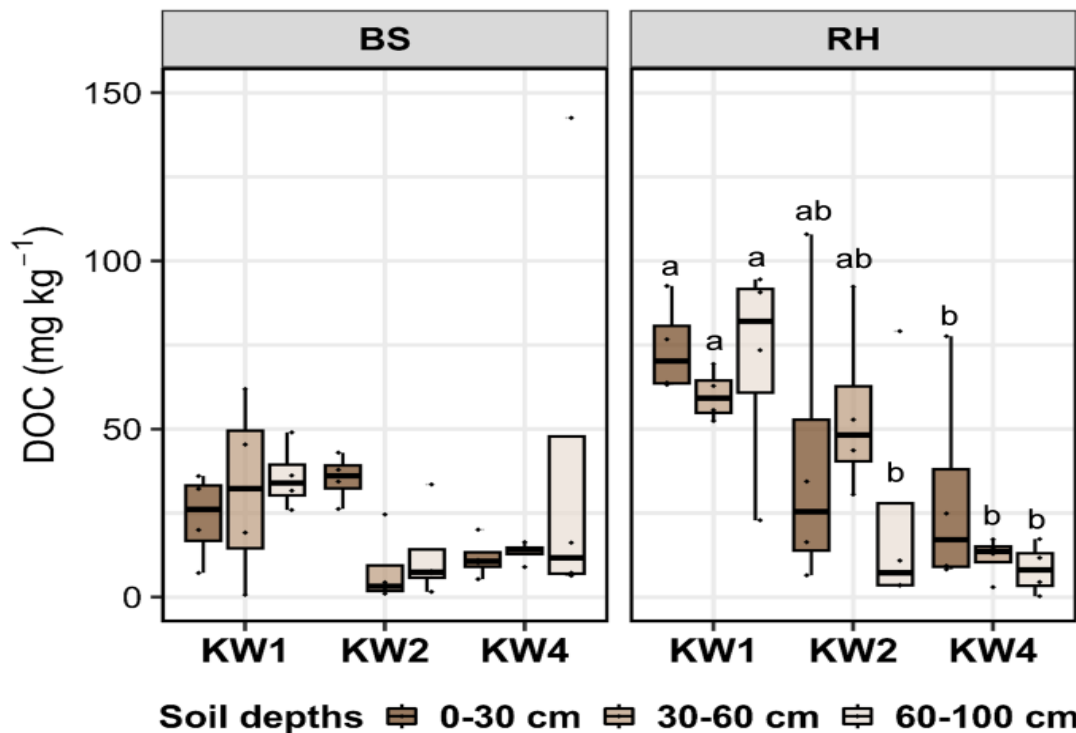 BS RH
150
100
50
0
DOC (mg kg⁻¹)
a a ab ab b b
a b b
KW1 KW2 KW4 KW1 KW2 KW4
Soil depths 0-30 cm 30-60 cm 60-100 cm